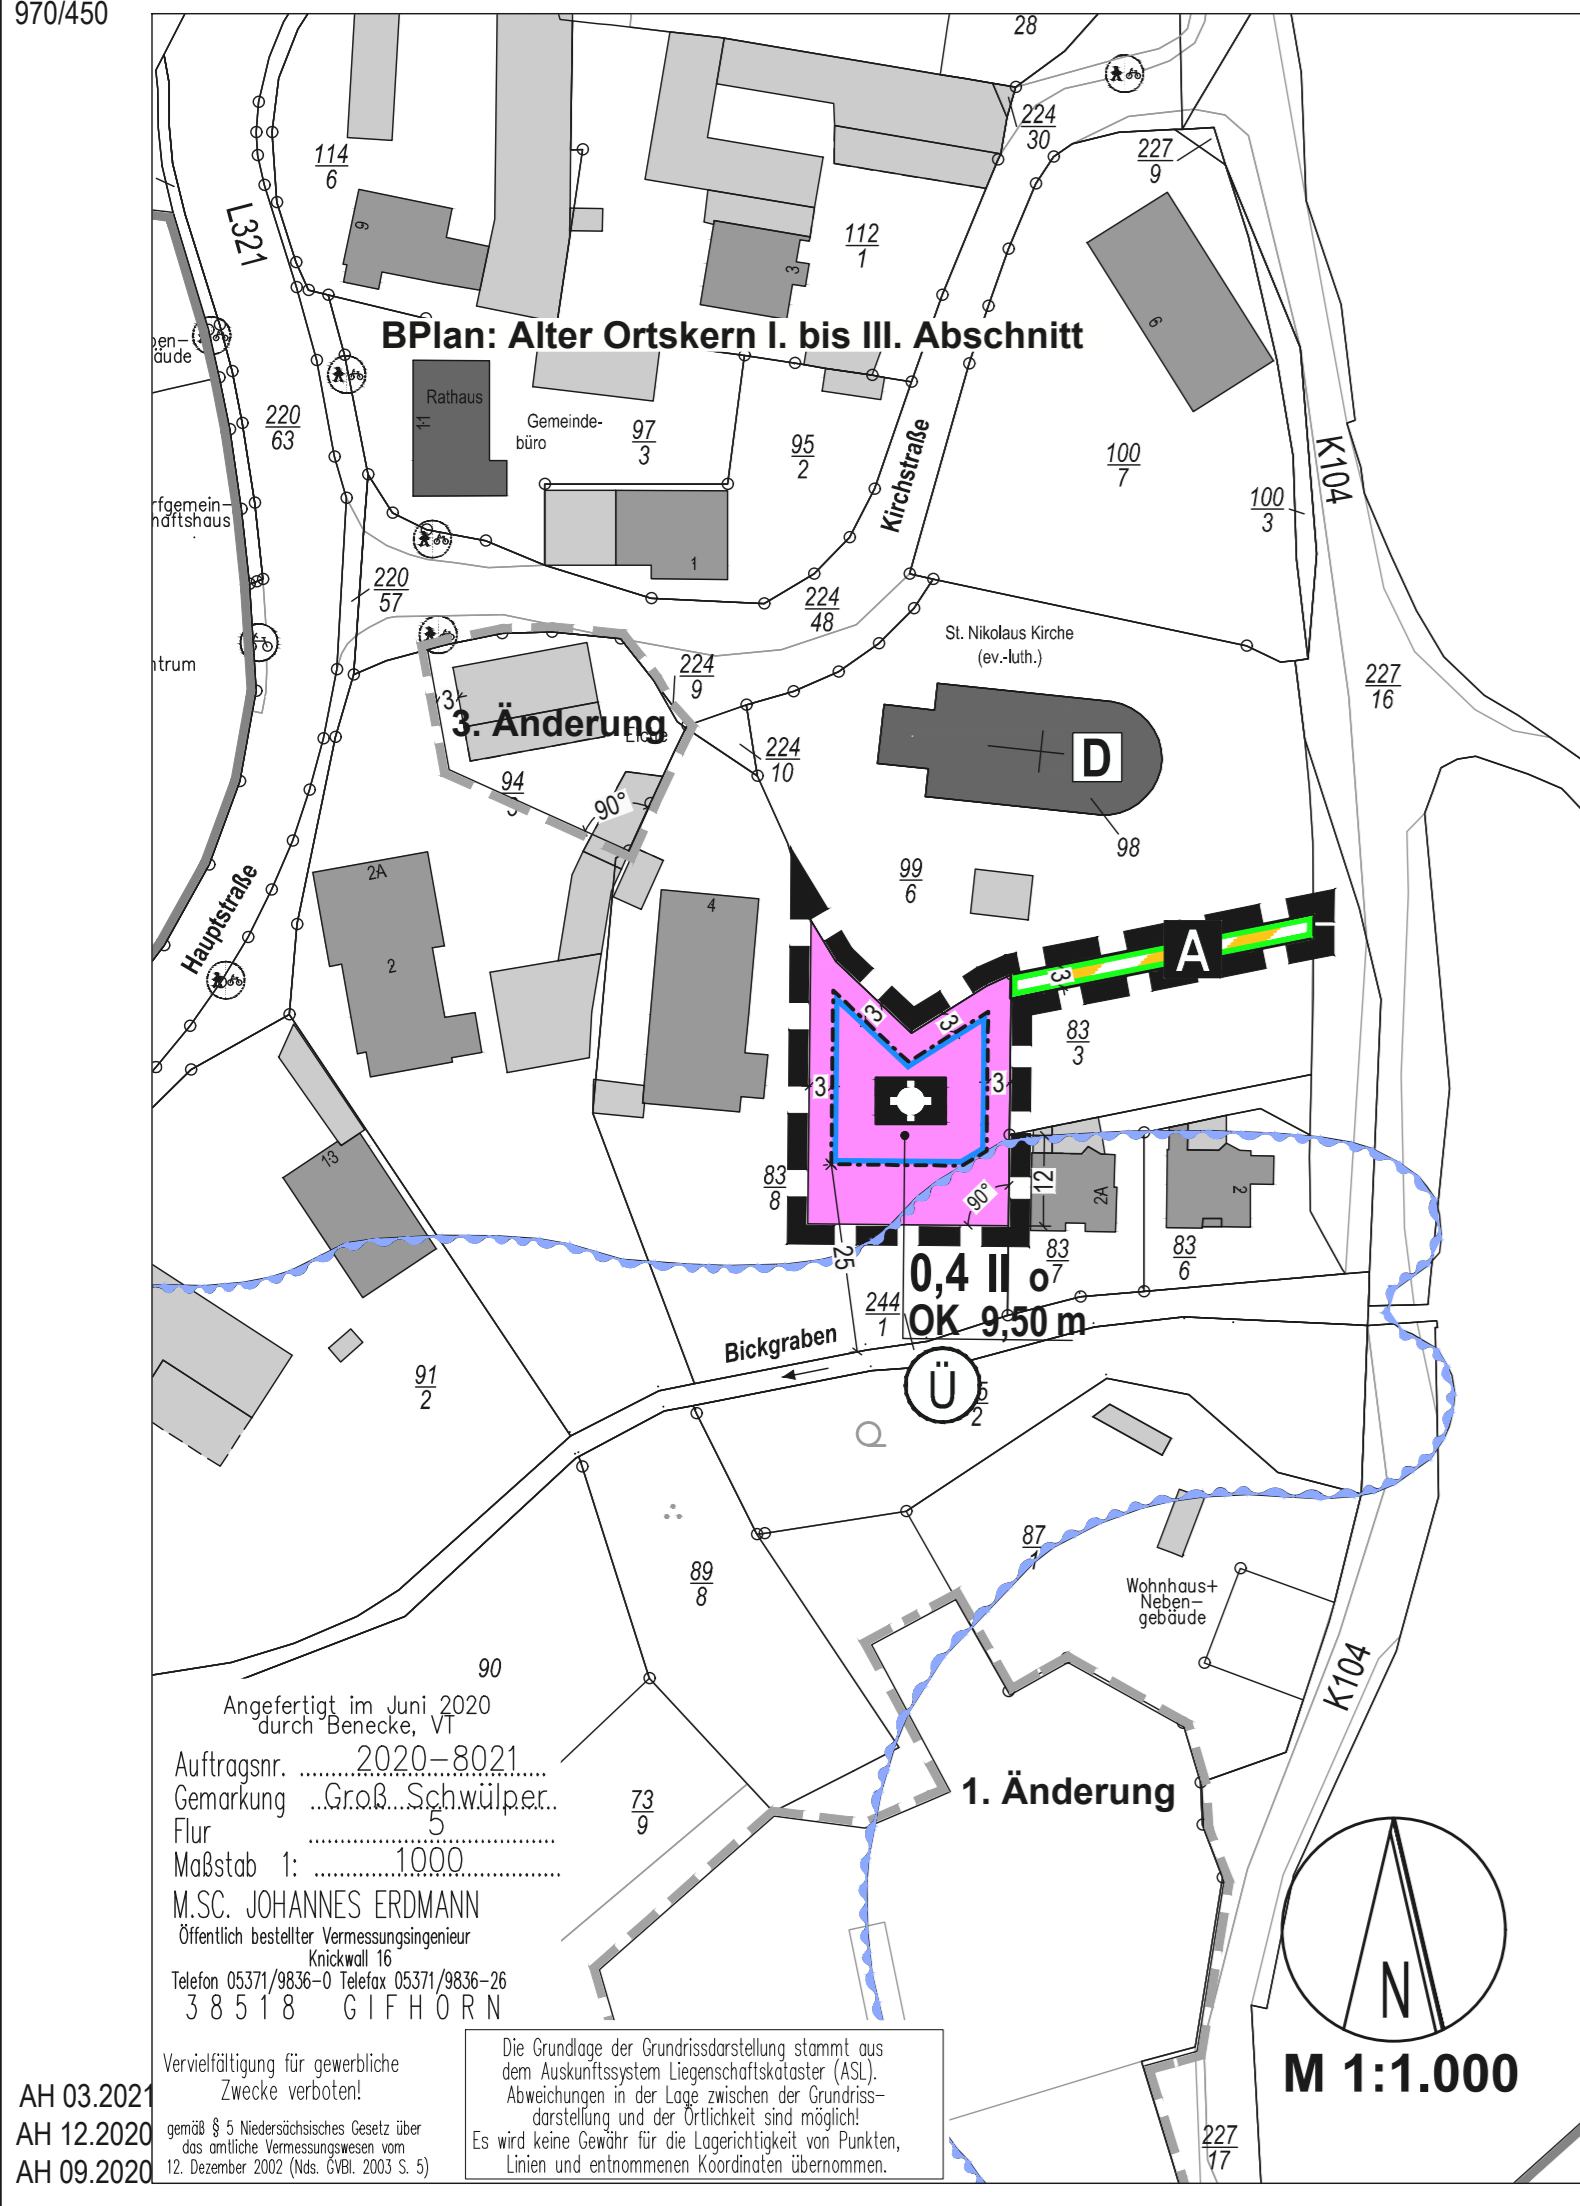 970/450
28
224
30
227
9
114
6
L321
9
112
1
3
6
BPlan: Alter Ortskern I. bis III. Abschnitt
äude
Rathaus
11
Gemeinde-
büro
220
63
97
3
95
2
Kirchstraße
100
7
100
3
K104
1
220
57
224
48
St. Nikolaus Kirche
(ev.-luth.)
224
9
227
16
3
3. Änderung
224
10
D
94
90°
98
99
6
2A
4
Hauptstraße
2
A
3
3
3
83
3
3
3
13
83
8
12
2A
2
90°
25
83
7
83
6
0,4 II o
OK 9,50 m
244
1
Bickgraben
Ü
5
2
91
2
87
1
89
8
Wohnhaus+
Neben-
gebäude
90
K104
Angefertigt im Juni 2020
durch Benecke, VT
Auftragsnr. 2020-8021
Gemarkung Groß Schwülper
Flur 5
Maßstab 1: 1000
73
9
1. Änderung
M.SC. JOHANNES ERDMANN
Öffentlich bestellter Vermessungsingenieur
Knickwall 16
Telefon 05371/9836-0 Telefax 05371/9836-26
38518 GIFHORN
N
M 1:1.000
Vervielfältigung für gewerbliche
Zwecke verboten!
gemäß § 5 Niedersächsisches Gesetz über
das amtliche Vermessungswesen vom
12. Dezember 2002 (Nds. GVBl. 2003 S. 5)
Die Grundlage der Grundrissdarstellung stammt aus
dem Auskunftssystem Liegenschaftskataster (ASL).
Abweichungen in der Lage zwischen der Grundriss-
darstellung und der Örtlichkeit sind möglich!
Es wird keine Gewähr für die Lagerichtigkeit von Punkten,
Linien und entnommenen Koordinaten übernommen.
227
17
AH 03.2021
AH 12.2020
AH 09.2020